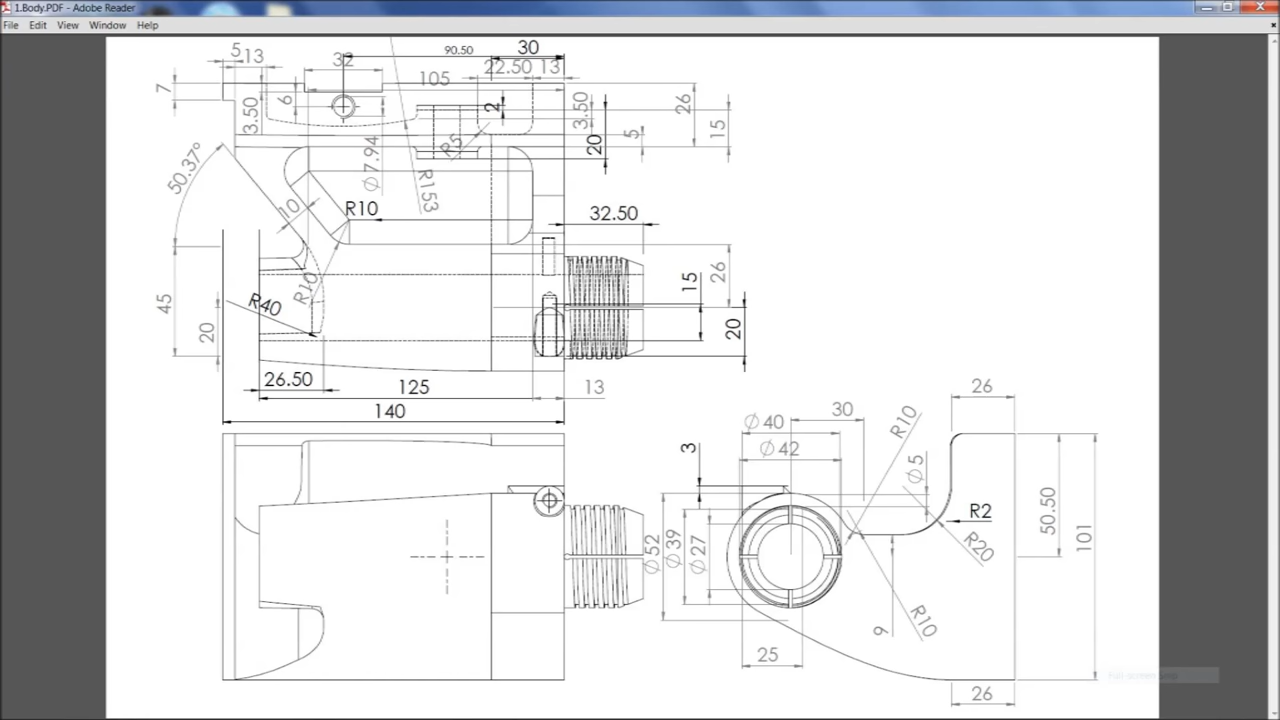 1.Body.PDF - Adobe Reader
File Edit View Window Help
90.50
30
5
13
32
105
22.50
13
7
3.50
6
Ø7.94
2
3.50
20
5
26
15
R5
R153
50.37°
10
R10
R10
32.50
26
15
20
45
20
R40
26.50
125
13
140
26
30
R10
Ø40
Ø42
3
Ø5
R2
50.50
101
R20
Ø52
Ø39
Ø27
9
R10
25
26